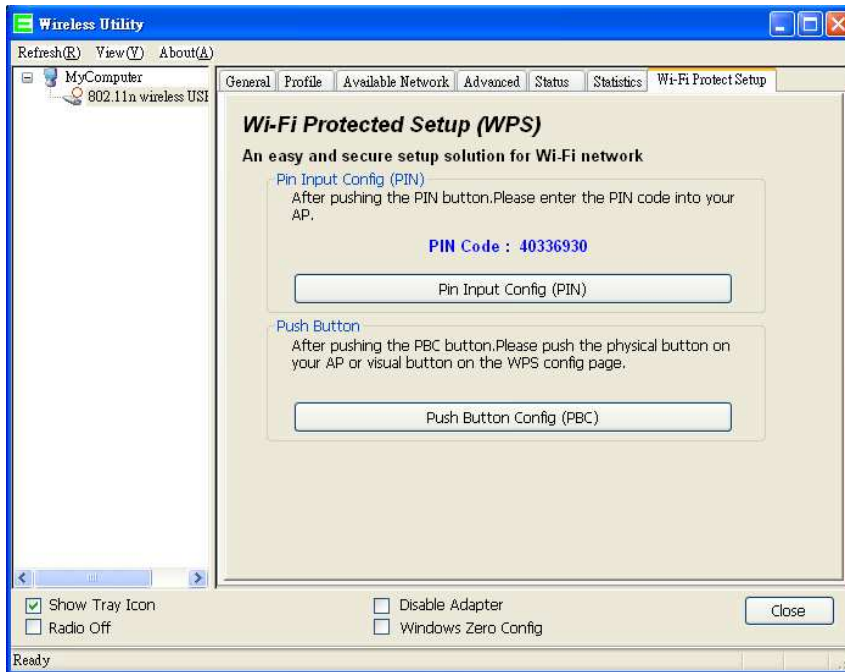 Wireless Utility
Refresh(R) View(V) About(A)
MyComputer
802.11n wireless USB
General Profile Available Network Advanced Status Statistics Wi-Fi Protect Setup
Wi-Fi Protected Setup (WPS)
An easy and secure setup solution for Wi-Fi network
Pin Input Config (PIN)
After pushing the PIN button.Please enter the PIN code into your
AP.
PIN Code : 40336930
Pin Input Config (PIN)
Push Button
After pushing the PBC button.Please push the physical button on
your AP or visual button on the WPS config page.
Push Button Config (PBC)
Show Tray Icon
Disable Adapter
Radio Off
Windows Zero Config
Close
Ready